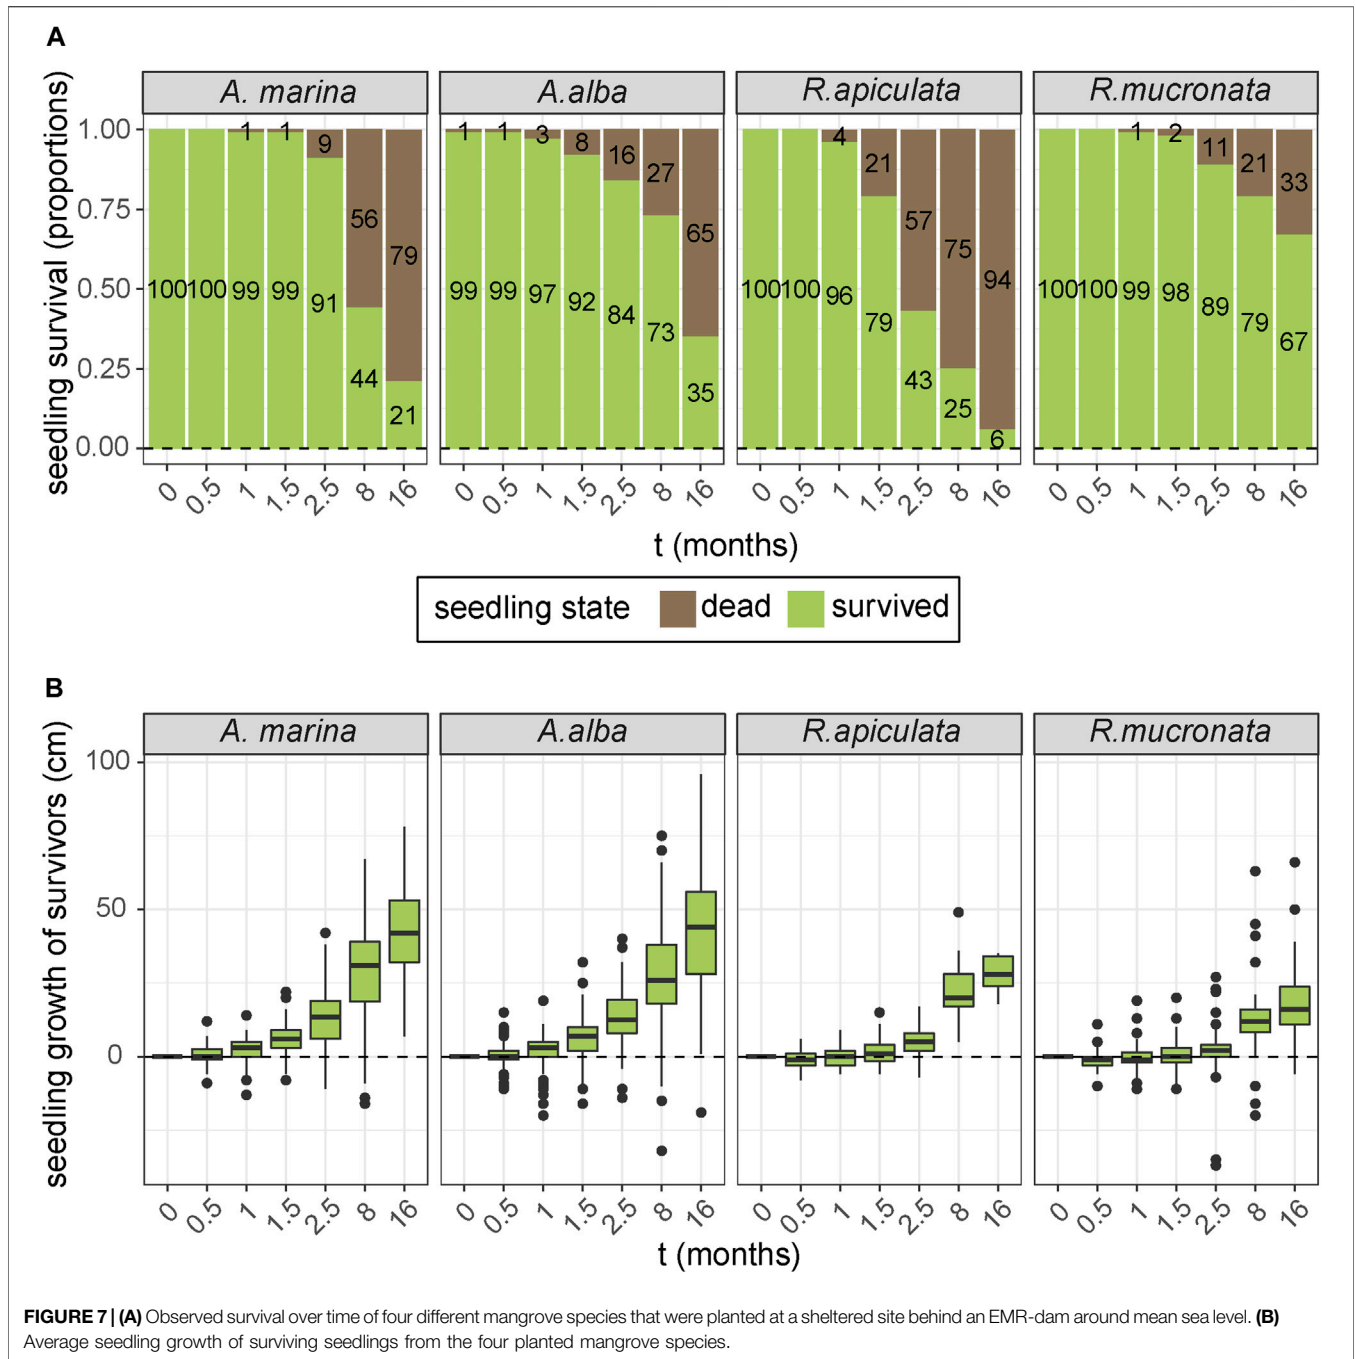 A
A. marina
A.alba
R.apiculata
R.mucronata
seedling survival (proportions)
1.00
0.75
0.50
0.25
0.00
1 1 9 56 79
100 100 99 99 91 44 21
1 1 3 8 16 27 65
99 99 97 92 84 73 35
4 21 57 75 94
100 100 96 79 43 25 6
1 2 11 21 33
100 100 99 98 89 79 67
0 0.5 1 1.5 2.5 8 16
0 0.5 1 1.5 2.5 8 16
0 0.5 1 1.5 2.5 8 16
0 0.5 1 1.5 2.5 8 16
t (months)
seedling state dead survived
B
A. marina
A.alba
R.apiculata
R.mucronata
seedling growth of survivors (cm)
100
50
0
0 0.5 1 1.5 2.5 8 16
0 0.5 1 1.5 2.5 8 16
0 0.5 1 1.5 2.5 8 16
0 0.5 1 1.5 2.5 8 16
t (months)
FIGURE 7 | (A) Observed survival over time of four different mangrove species that were planted at a sheltered site behind an EMR-dam around mean sea level. (B)
Average seedling growth of surviving seedlings from the four planted mangrove species.